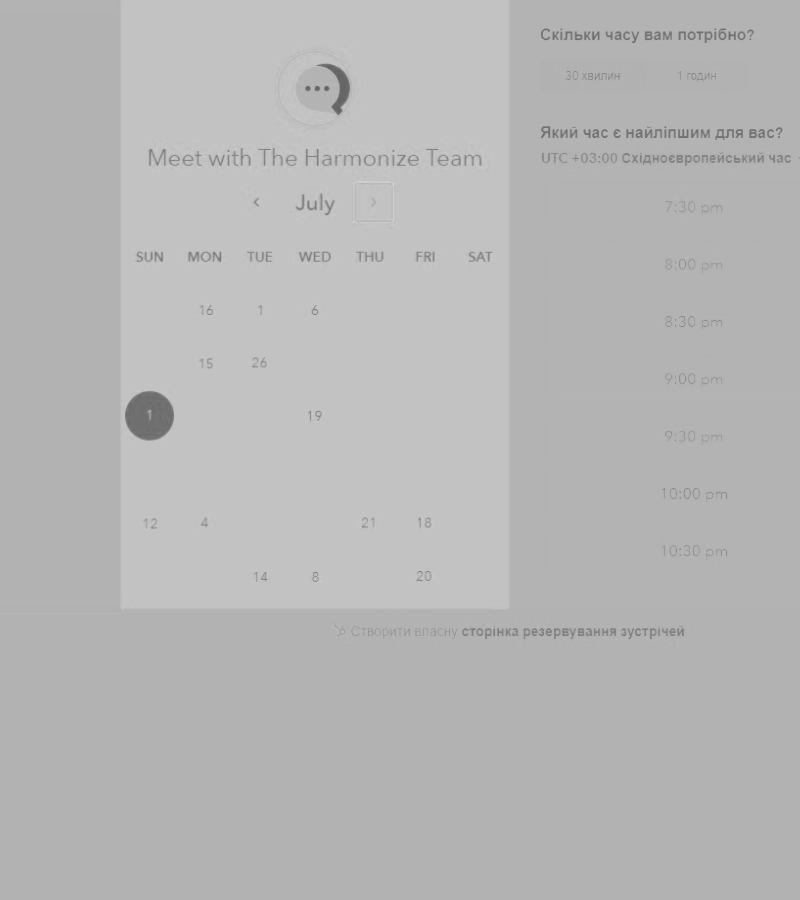 Meet with The Harmonize Team
July
SUN MON TUE WED THU FRI SAT
16 1 6
15 26
1 19
12 4 21 18
14 8 20
Скільки часу вам потрібно?
30 хвилин 1 годин
Який час є найліпшим для вас?
UTC +03:00 Східноєвропейський час
7:30 pm
8:00 pm
8:30 pm
9:00 pm
9:30 pm
10:00 pm
10:30 pm
Створити власну сторінка резервування зустрічей